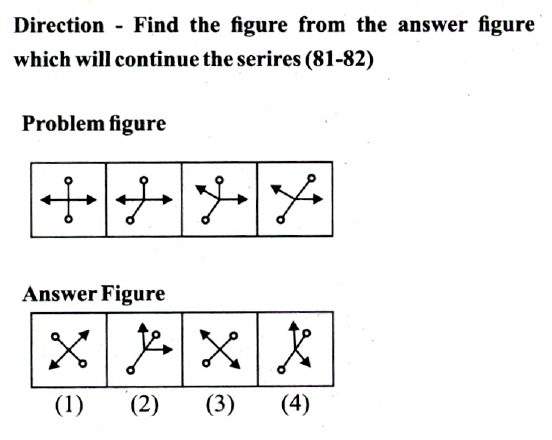 Direction - Find the figure from the answer figure
which will continue the serires (81-82)
Problem figure
Answer Figure
(1) (2) (3) (4)